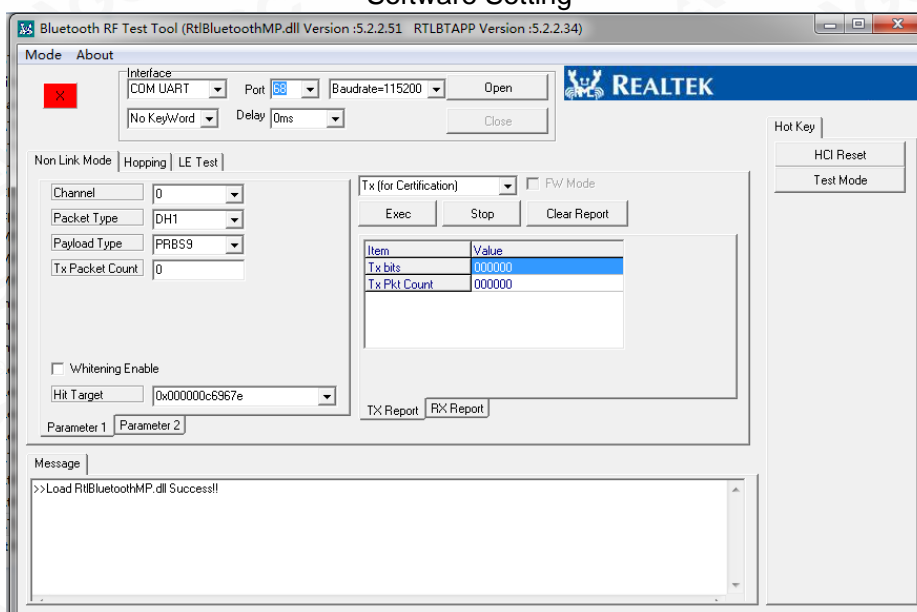 Software Setting
Bluetooth RF Test Tool (RtlBluetoothMP.dll Version :5.2.2.51 RTLBTAPP Version :5.2.2.34)
Mode About
Interface
X
COM UART Port 68 Baudrate=115200 Open
REALTEK
No KeyWord Delay 0ms Close
Hot Key
HCI Reset
Test Mode
Non Link Mode Hopping LE Test
Channel 0
Packet Type DH1
Payload Type PRBS9
Tx Packet Count 0
Whitening Enable
Hit Target 0x000000c6967e
Parameter 1 Parameter 2
Tx (for Certification) FW Mode
Exec Stop Clear Report
Item Value
Tx bits 000000
Tx Pkt Count 000000
TX Report RX Report
Message
>>Load RtlBluetoothMP.dll Success!!